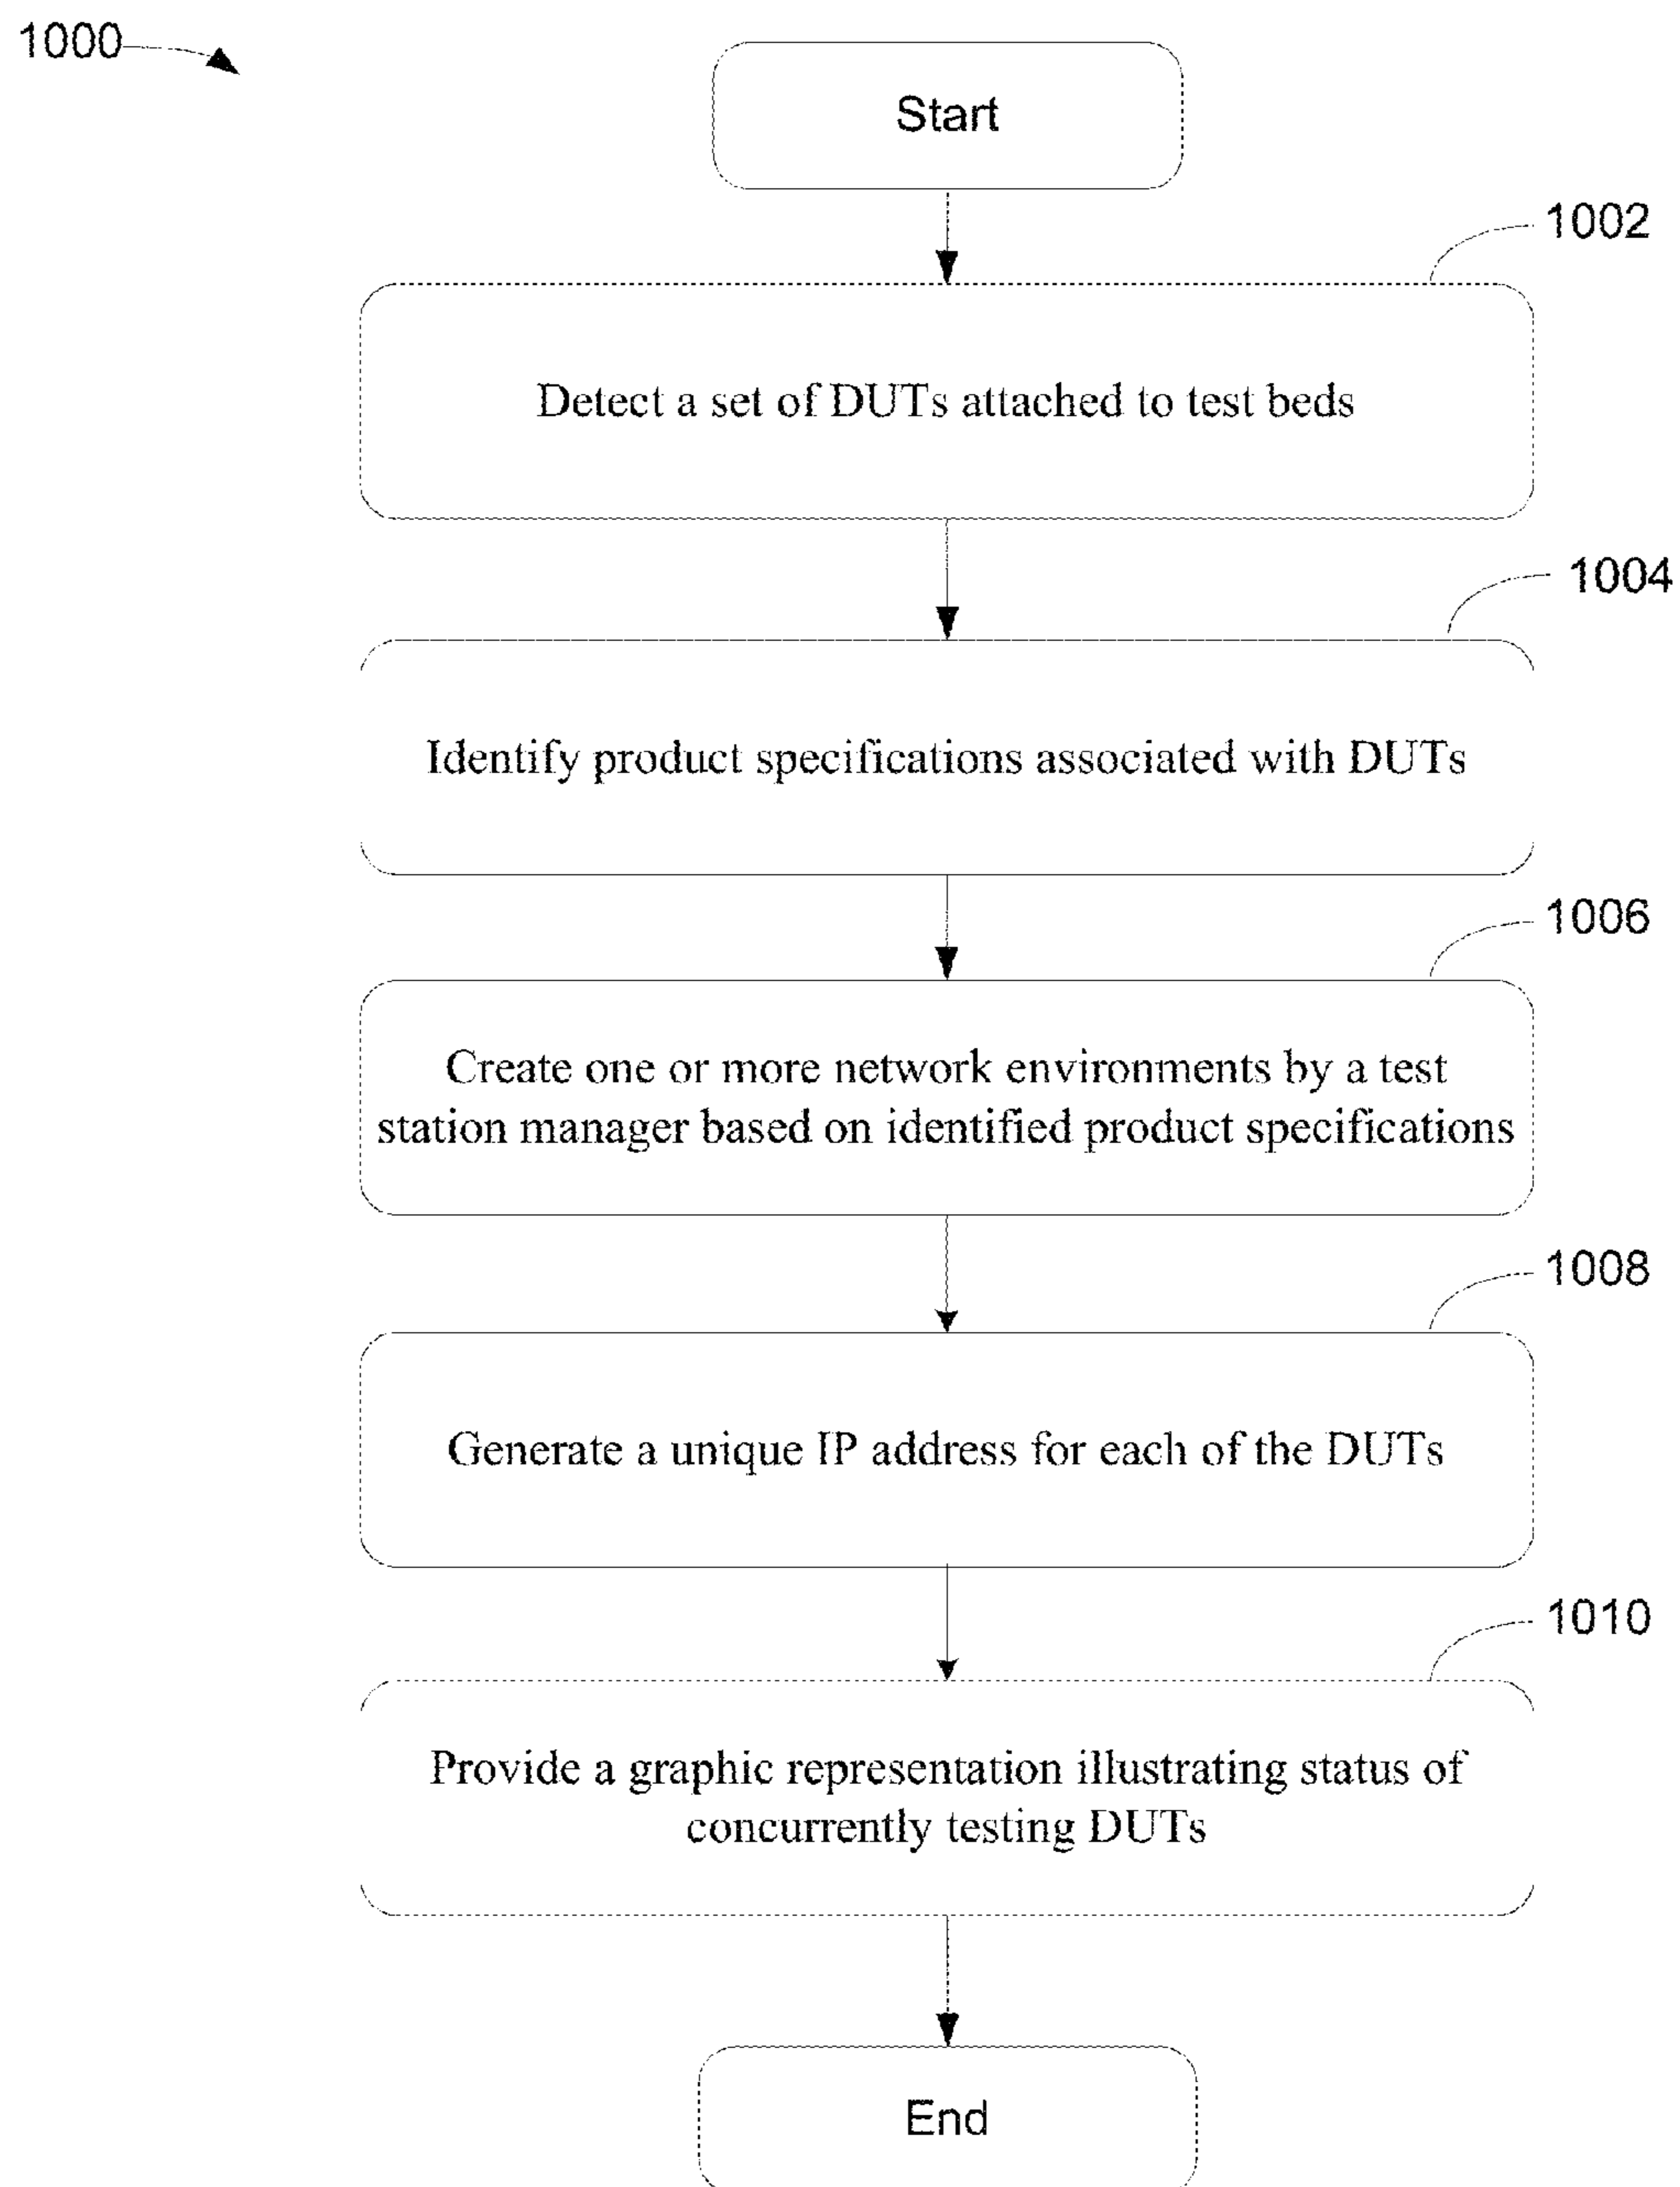 1000
Start
1002
Detect a set of DUTs attached to test beds
1004
Identify product specifications associated with DUTs
1006
Create one or more network environments by a test
station manager based on identified product specifications
1008
Generate a unique IP address for each of the DUTs
1010
Provide a graphic representation illustrating status of
concurrently testing DUTs
End